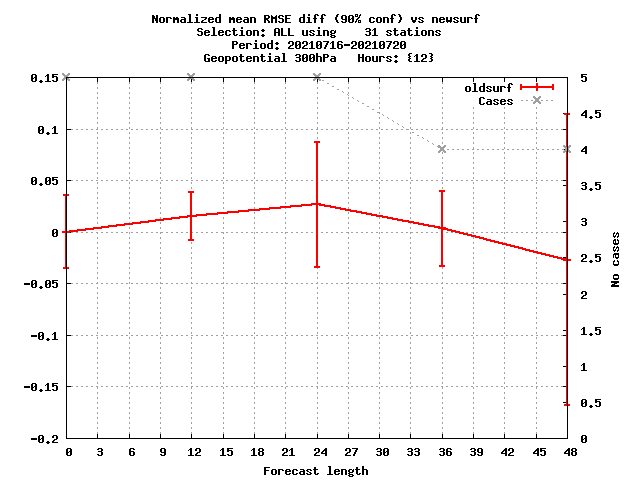 Normalized mean RMSE diff (90% conf) vs newsurf
Selection: ALL using    31 stations
Period: 20210716-20210720
Geopotential 300hPa   Hours: {12}
oldsurf
Cases
0.15
0.1
0.05
0
-0.05
-0.1
-0.15
-0.2
5
4.5
4
3.5
3
2.5
2
1.5
1
0.5
0
No cases
0 3 6 9 12 15 18 21 24 27 30 33 36 39 42 45 48
Forecast length